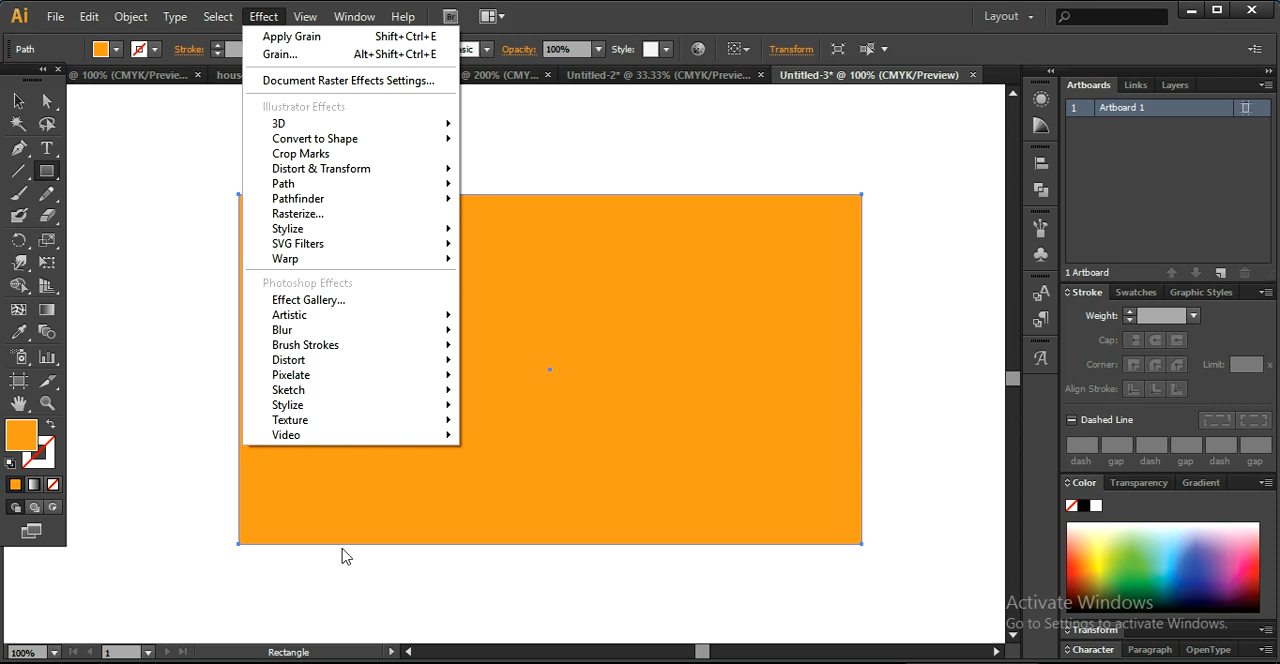 Ai File Edit Object Type Select Effect View Window Help Br Layout
Path Stroke: sic Opacity: 100% Style: Transform
@ 100% (CMYK/Previe... × hous @ 200% (CMY... × Untitled-2* @ 33.33% (CMYK/Previe... × Untitled-3* @ 100% (CMYK/Preview) ×
Apply Grain Shift+Ctrl+E
Grain... Alt+Shift+Ctrl+E
Document Raster Effects Settings...
Illustrator Effects
3D
Convert to Shape
Crop Marks
Distort & Transform
Path
Pathfinder
Rasterize...
Stylize
SVG Filters
Warp
Photoshop Effects
Effect Gallery...
Artistic
Blur
Brush Strokes
Distort
Pixelate
Sketch
Stylize
Texture
Video
Artboards Links Layers
1 Artboard 1
1 Artboard
Stroke Swatches Graphic Styles
Weight:
Cap:
Corner: Limit: x
Align Stroke:
Dashed Line
dash gap dash gap dash gap
Color Transparency Gradient
Activate Windows
Go to Settings to activate Windows.
Transform
Character Paragraph OpenType
100% 1 Rectangle